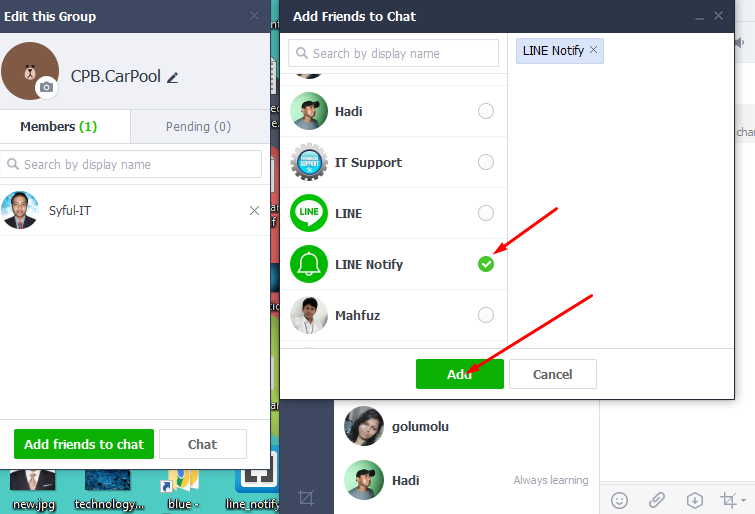 Edit this Group
CPB.CarPool
Members (1)
Pending (0)
Search by display name
Syful-IT
Add friends to chat
Chat
Add Friends to Chat
Search by display name
LINE Notify
Hadi
IT Support
LINE
LINE
LINE Notify
Mahfuz
Add
Cancel
golumolu
Hadi
Always learning
new.jpg
technology...
blue -
line_notify